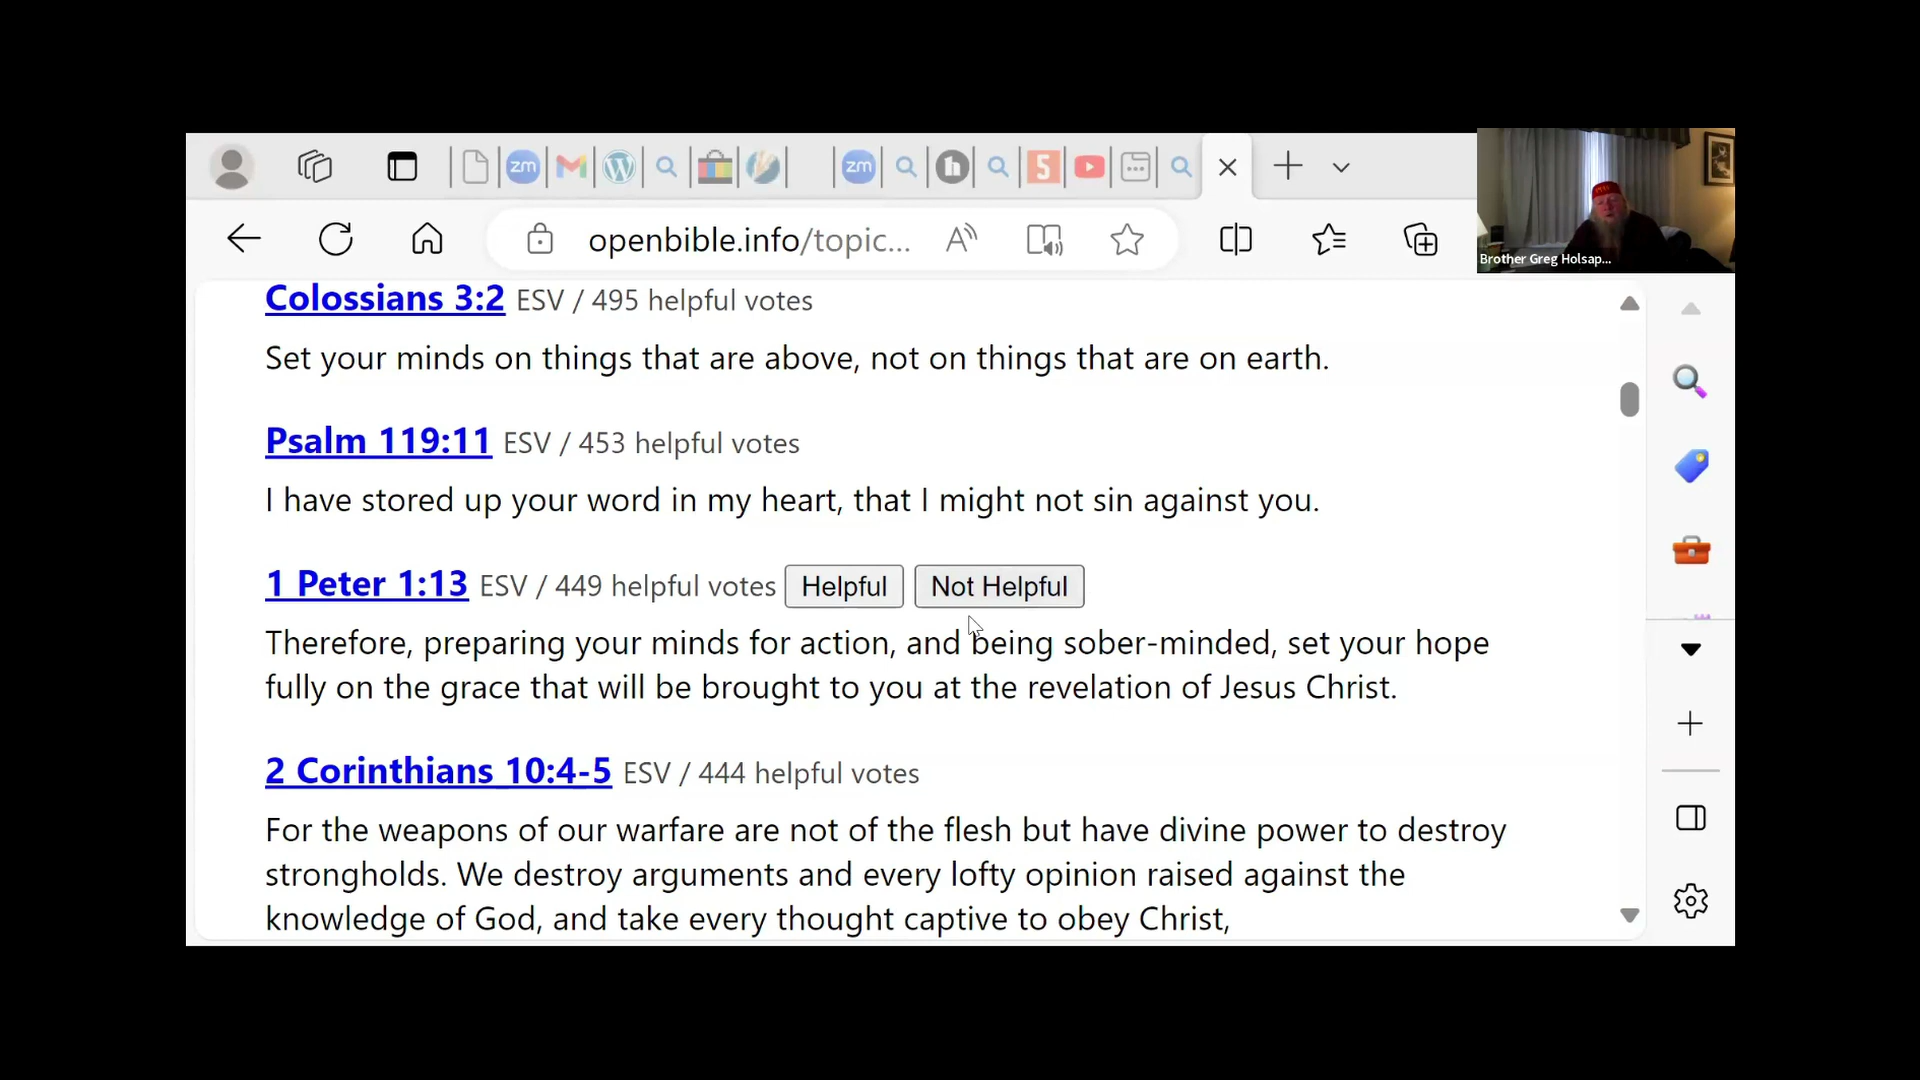 zm
zm
h
5
openbible.info/topic...
Brother Greg Holsap...
Colossians 3:2 ESV / 495 helpful votes
Set your minds on things that are above, not on things that are on earth.
Psalm 119:11 ESV / 453 helpful votes
I have stored up your word in my heart, that I might not sin against you.
1 Peter 1:13 ESV / 449 helpful votes Helpful Not Helpful
Therefore, preparing your minds for action, and being sober-minded, set your hope
fully on the grace that will be brought to you at the revelation of Jesus Christ.
2 Corinthians 10:4-5 ESV / 444 helpful votes
For the weapons of our warfare are not of the flesh but have divine power to destroy
strongholds. We destroy arguments and every lofty opinion raised against the
knowledge of God, and take every thought captive to obey Christ,